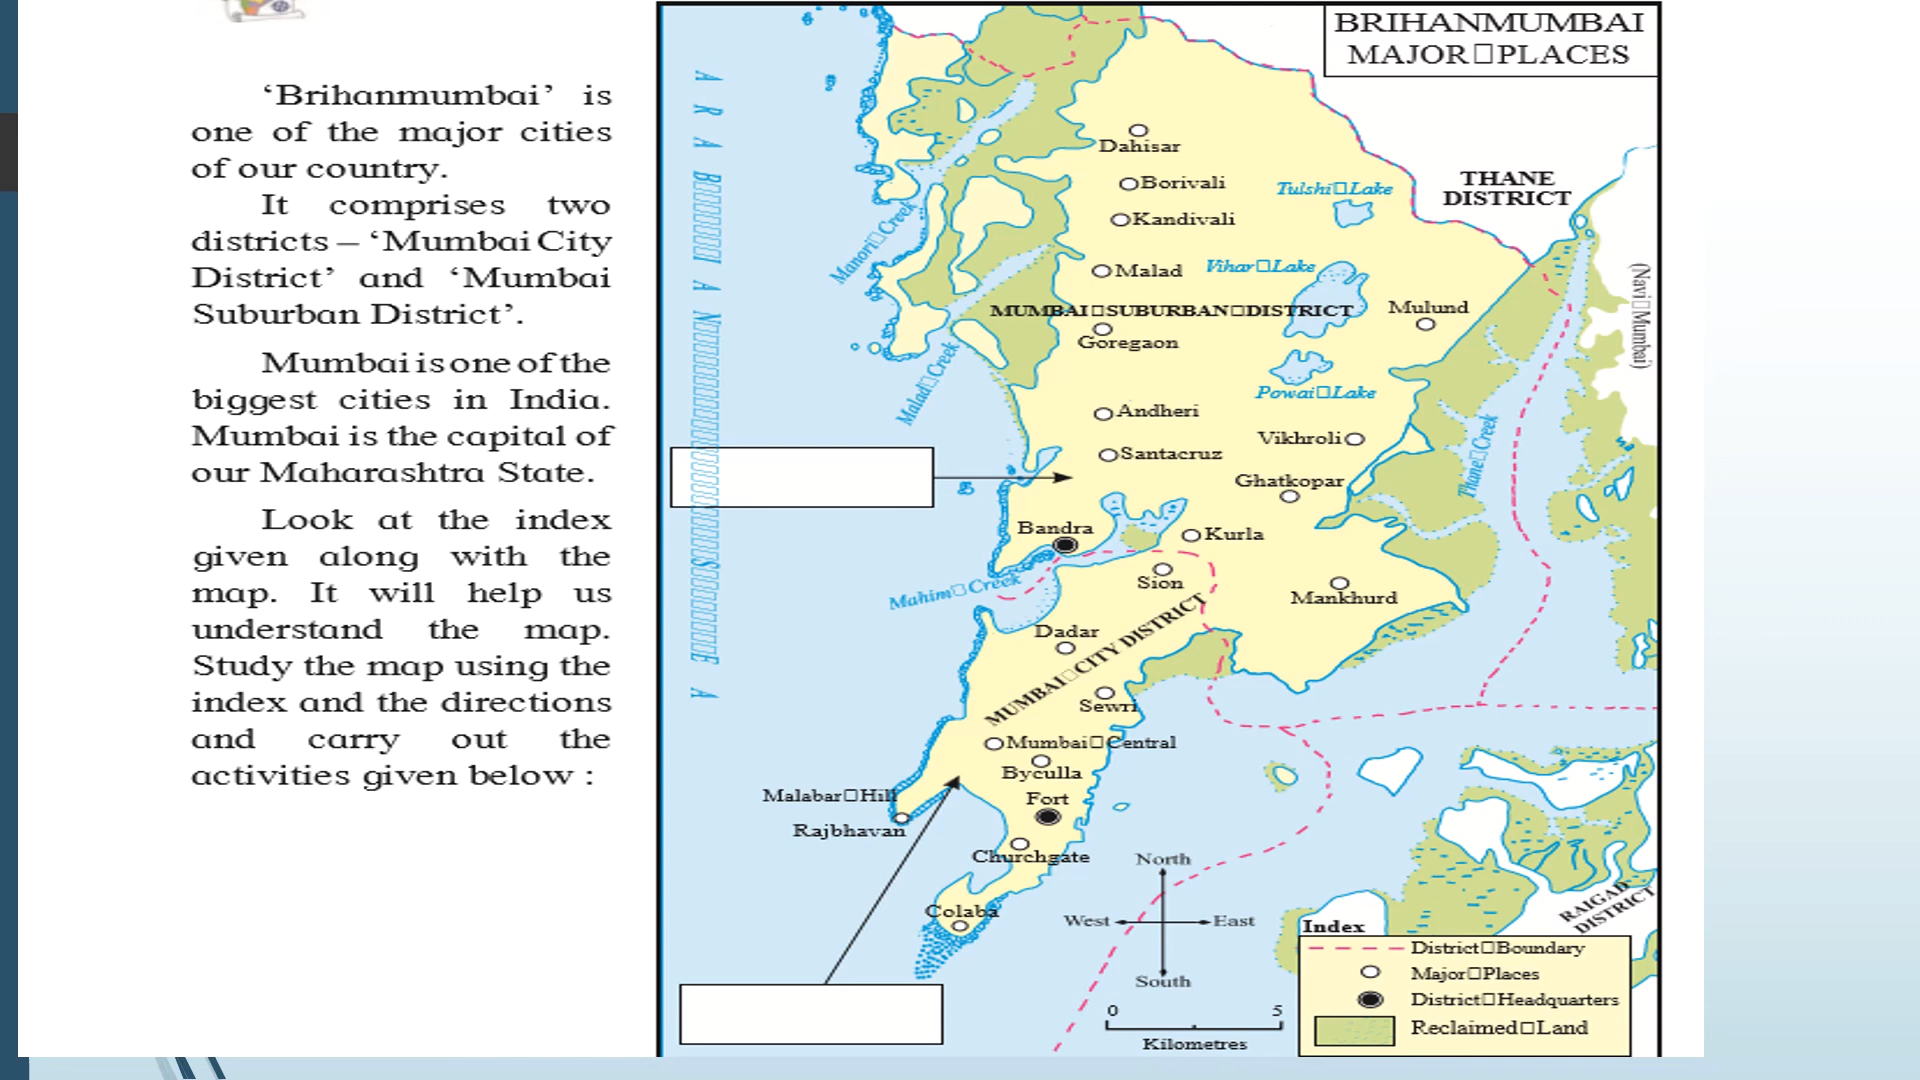 ‘Brihanmumbai’ is
one of the major cities
of our country.
It comprises two
districts – ‘Mumbai City
District’ and ‘Mumbai
Suburban District’.
Mumbai is one of the
biggest cities in India.
Mumbai is the capital of
our Maharashtra State.
Look at the index
given along with the
map. It will help us
understand the map.
Study the map using the
index and the directions
and carry out the
activities given below :
BRIHANMUMBAI
MAJOR PLACES
ARABIAN SEA
Dahisar
Borivali
Tulshi Lake
THANE
DISTRICT
Kandivali
Manori Creek
Malad
Vihar Lake
(Navi Mumbai)
MUMBAI SUBURBAN DISTRICT
Mulund
Goregaon
Malad Creek
Powai Lake
Andheri
Vikhroli
Thane Creek
Santacruz
Ghatkopar
Bandra
Kurla
Mahim Creek
Sion
Mankhurd
Dadar
MUMBAI CITY DISTRICT
Sewri
Mumbai Central
Byculla
Malabar Hill
Fort
Rajbhavan
Churchgate
Colaba
North
West
East
South
0 5
Kilometres
RAIGAD
DISTRICT
Index
District Boundary
Major Places
District Headquarters
Reclaimed Land